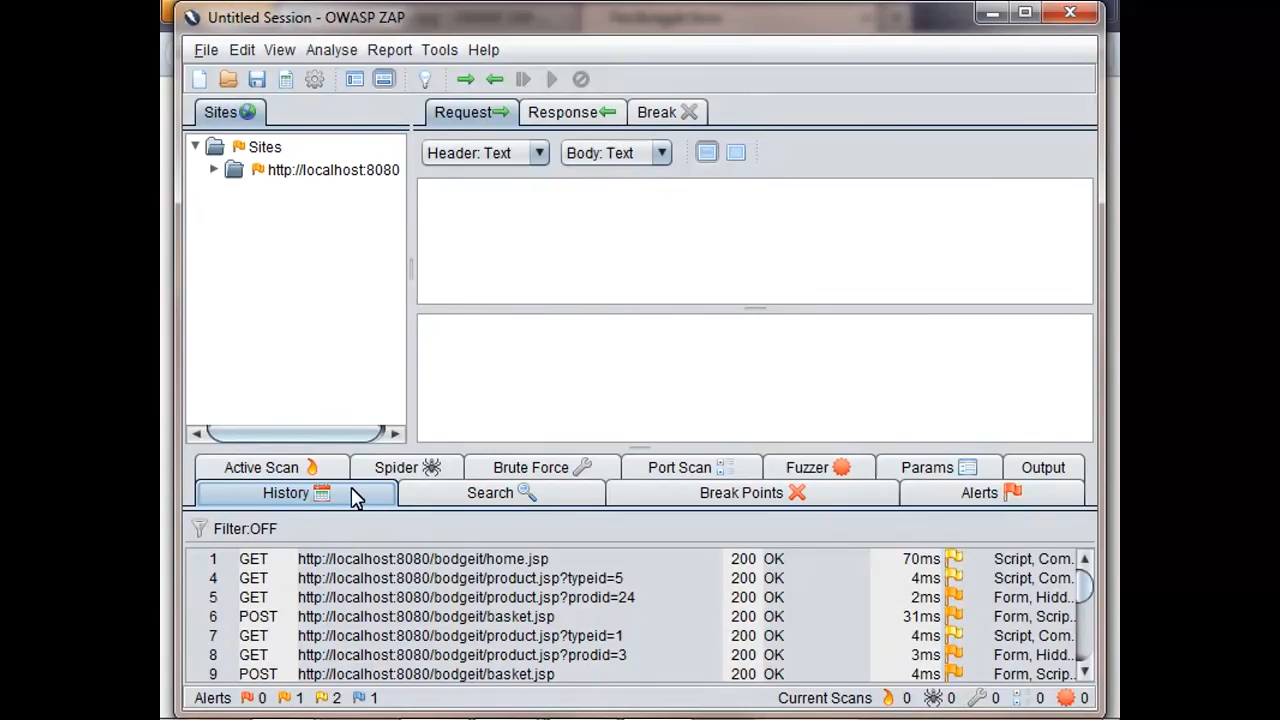 Untitled Session - OWASP ZAP
File Edit View Analyse Report Tools Help
Sites Request Response Break
Sites
http://localhost:8080
Header: Text Body: Text
Active Scan Spider Brute Force Port Scan Fuzzer Params Output
History Search Break Points Alerts
Filter:OFF
1 GET http://localhost:8080/bodgeit/home.jsp 200 OK 70ms Script, Com...
4 GET http://localhost:8080/bodgeit/product.jsp?typeid=5 200 OK 4ms Script, Com...
5 GET http://localhost:8080/bodgeit/product.jsp?prodid=24 200 OK 2ms Form, Hidd...
6 POST http://localhost:8080/bodgeit/basket.jsp 200 OK 31ms Form, Scrip...
7 GET http://localhost:8080/bodgeit/product.jsp?typeid=1 200 OK 4ms Script, Com...
8 GET http://localhost:8080/bodgeit/product.jsp?prodid=3 200 OK 3ms Form, Hidd...
9 POST http://localhost:8080/bodgeit/basket.jsp 200 OK 4ms Form, Scrip...
Alerts 0 1 2 1 Current Scans 0 0 0 0 0